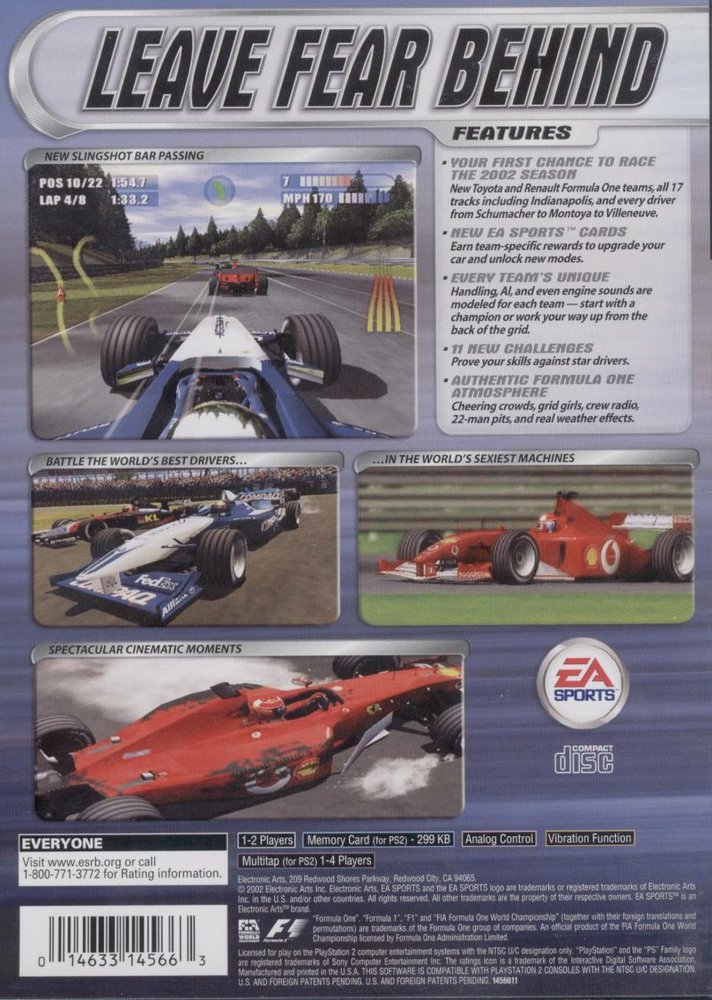 LEAVE FEAR BEHIND
FEATURES
NEW SLINGSHOT BAR PASSING
POS 10/22 1:54.7
LAP 4/8 1:33.2
7
MPH 170
• YOUR FIRST CHANCE TO RACE
THE 2002 SEASON
New Toyota and Renault Formula One teams, all 17
tracks including Indianapolis, and every driver
from Schumacher to Montoya to Villeneuve.
• NEW EA SPORTS™ CARDS
Earn team-specific rewards to upgrade your
car and unlock new modes.
• EVERY TEAM'S UNIQUE
Handling, AI, and even engine sounds are
modeled for each team — start with a
champion or work your way up from the
back of the grid.
• 11 NEW CHALLENGES
Prove your skills against star drivers.
• AUTHENTIC FORMULA ONE
ATMOSPHERE
Cheering crowds, grid girls, crew radio,
22-man pits, and real weather effects.
BATTLE THE WORLD'S BEST DRIVERS...
...IN THE WORLD'S SEXIEST MACHINES
KL
COMPAQ
FedEx
COMPAQ
Allianz
vodafone
SPECTACULAR CINEMATIC MOMENTS
EA
SPORTS™
COMPACT
disc
EVERYONE
Visit www.esrb.org or call
1-800-771-3772 for Rating information.
1-2 Players
Memory Card (for PS2) - 299 KB
Analog Control
Vibration Function
Multitap (for PS2) 1-4 Players
Electronic Arts, 209 Redwood Shores Parkway, Redwood City, CA 94065.
© 2002 Electronic Arts Inc. Electronic Arts, EA SPORTS and the EA SPORTS logo are trademarks or registered trademarks of Electronic Arts
Inc. in the U.S. and/or other countries. All rights reserved. All other trademarks are the property of their respective owners. EA SPORTS™ is an
Electronic Arts™ brand.
FIA
FORMULA 1
WORLD
CHAMPIONSHIP
F1
Formula 1
"Formula One", "Formula 1", "F1" and "FIA Formula One World Championship" (together with their foreign translations and
permutations) are trademarks of the Formula One group of companies. An official product of the FIA Formula One World
Championship licensed by Formula One Administration Limited.
Licensed for play on the PlayStation 2 computer entertainment systems with the NTSC U/C designation only. "PlayStation" and the "PS" Family logo
are registered trademarks of Sony Computer Entertainment Inc. The ratings icon is a trademark of the Interactive Digital Software Association.
Manufactured and printed in the U.S.A. THIS SOFTWARE IS COMPATIBLE WITH PLAYSTATION 2 CONSOLES WITH THE NTSC U/C DESIGNATION.
U.S. AND FOREIGN PATENTS PENDING. U.S. AND FOREIGN PATENTS PENDING. 1456611
0 14633 14566 3